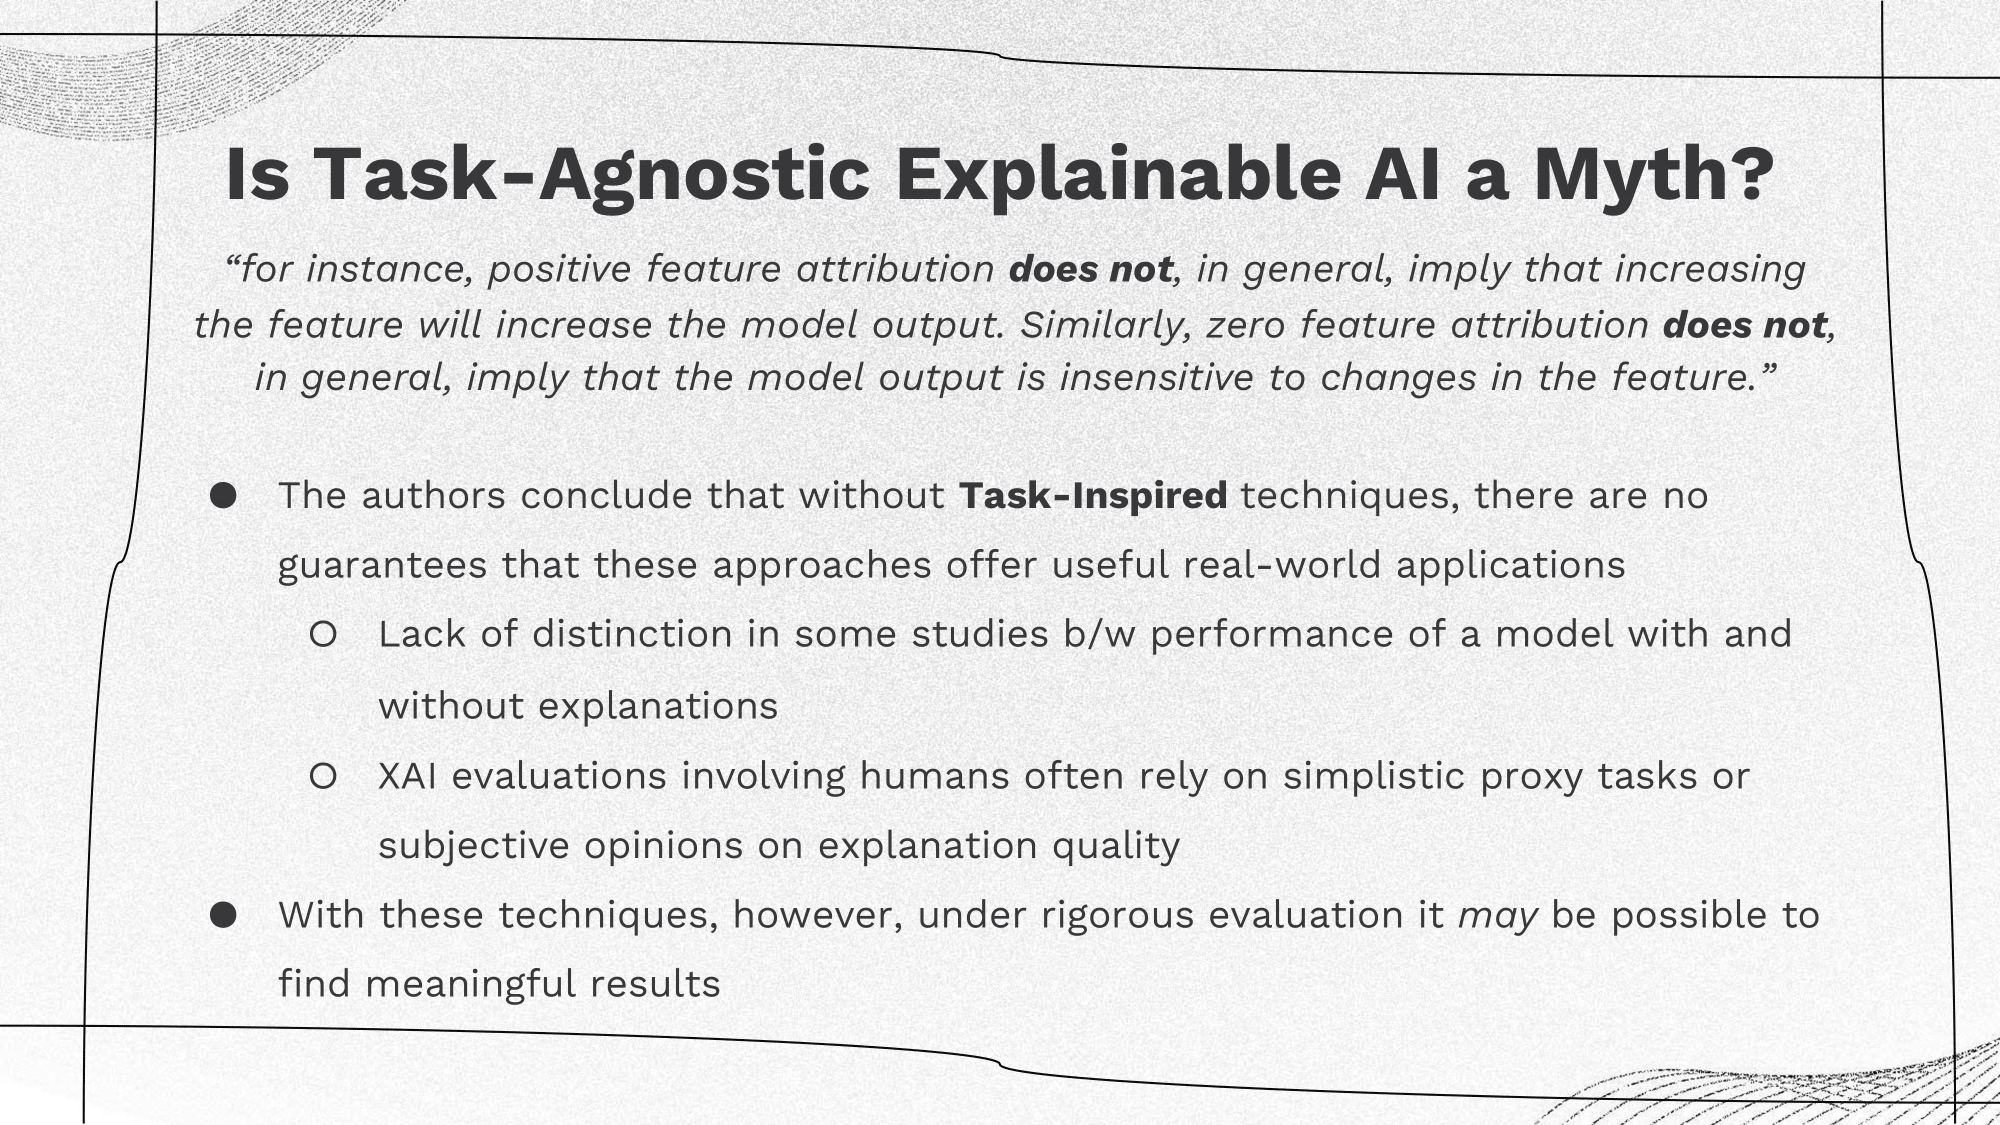 Is Task-Agnostic Explainable AI a Myth?
“for instance, positive feature attribution does not, in general, imply that increasing
the feature will increase the model output. Similarly, zero feature attribution does not,
in general, imply that the model output is insensitive to changes in the feature.”
● The authors conclude that without Task-Inspired techniques, there are no
guarantees that these approaches offer useful real-world applications
○ Lack of distinction in some studies b/w performance of a model with and
without explanations
○ XAI evaluations involving humans often rely on simplistic proxy tasks or
subjective opinions on explanation quality
● With these techniques, however, under rigorous evaluation it may be possible to
find meaningful results